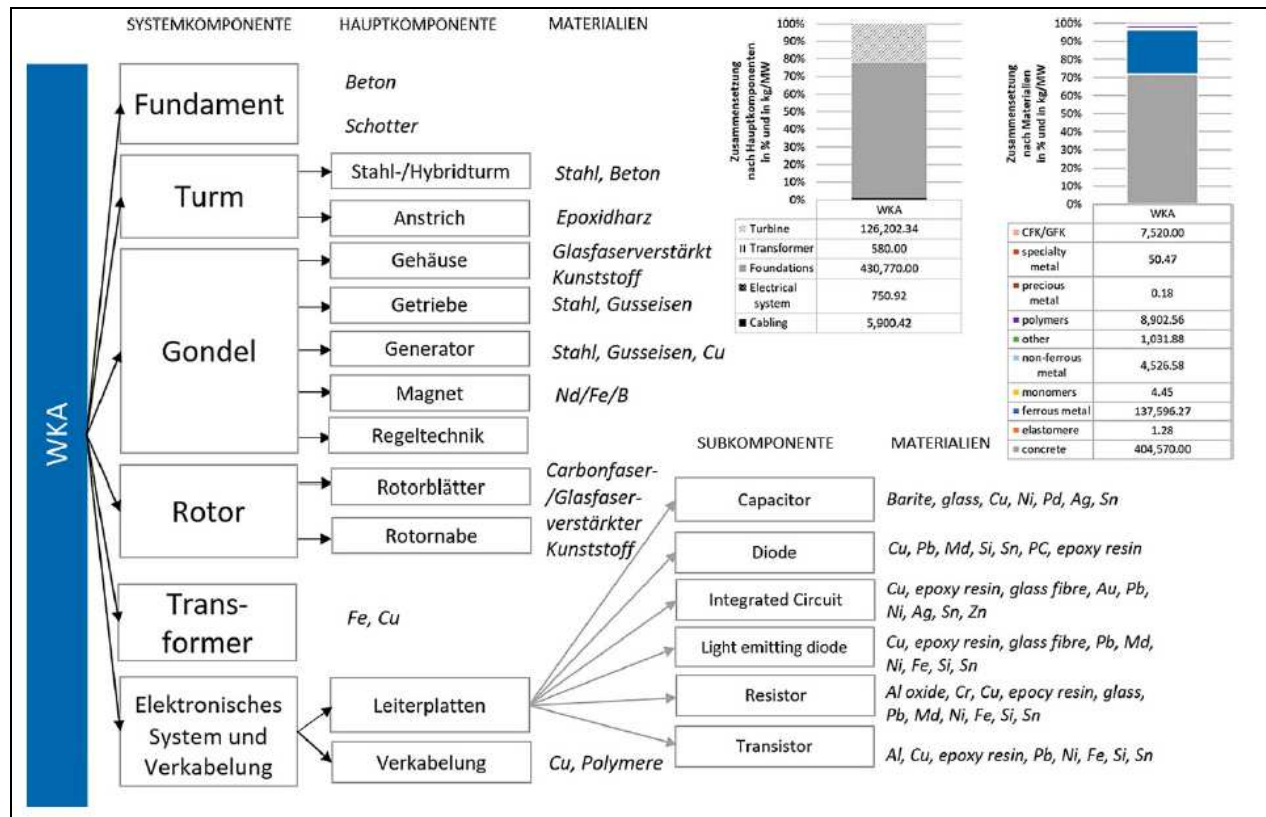 SYSTEMKOMPONENTE
HAUPTKOMPONENTE
MATERIALIEN
WKA
Fundament
Beton
Schotter
Turm
Stahl-/Hybridturm
Stahl, Beton
Anstrich
Epoxidharz
Gondel
Gehäuse
Glasfaserverstärkt
Kunststoff
Getriebe
Stahl, Gusseisen
Generator
Stahl, Gusseisen, Cu
Magnet
Nd/Fe/B
Regeltechnik
Rotor
Rotorblätter
Rotornabe
Carbonfaser-
/Glasfaser-
verstärkter
Kunststoff
Trans-
former
Fe, Cu
Elektronisches
System und
Verkabelung
Leiterplatten
Verkabelung
Cu, Polymere
SUBKOMPONENTE
MATERIALIEN
Capacitor
Barite, glass, Cu, Ni, Pd, Ag, Sn
Diode
Cu, Pb, Md, Si, Sn, PC, epoxy resin
Integrated Circuit
Cu, epoxy resin, glass fibre, Au, Pb,
Ni, Ag, Sn, Zn
Light emitting diode
Cu, epoxy resin, glass fibre, Pb, Md,
Ni, Fe, Si, Sn
Resistor
Al oxide, Cr, Cu, epocy resin, glass,
Pb, Md, Ni, Fe, Si, Sn
Transistor
Al, Cu, epoxy resin, Pb, Ni, Fe, Si, Sn
Zusammensetzung
nach Hauptkomponenten
in % und in kg/MW
100%
90%
80%
70%
60%
50%
40%
30%
20%
10%
0%
WKA
Turbine 126,202.34
Transformer 580.00
Foundations 430,770.00
Electrical
system 750.92
Cabling 5,900.42
Zusammensetzung
nach Materialien
in % und in kg/MW
100%
90%
80%
70%
60%
50%
40%
30%
20%
10%
0%
WKA
CFK/GFK 7,520.00
specialty
metal 50.47
precious
metal 0.18
polymers 8,902.56
other 1,031.88
non-ferrous
metal 4,526.58
monomers 4.45
ferrous metal 137,596.27
elastomere 1.28
concrete 404,570.00